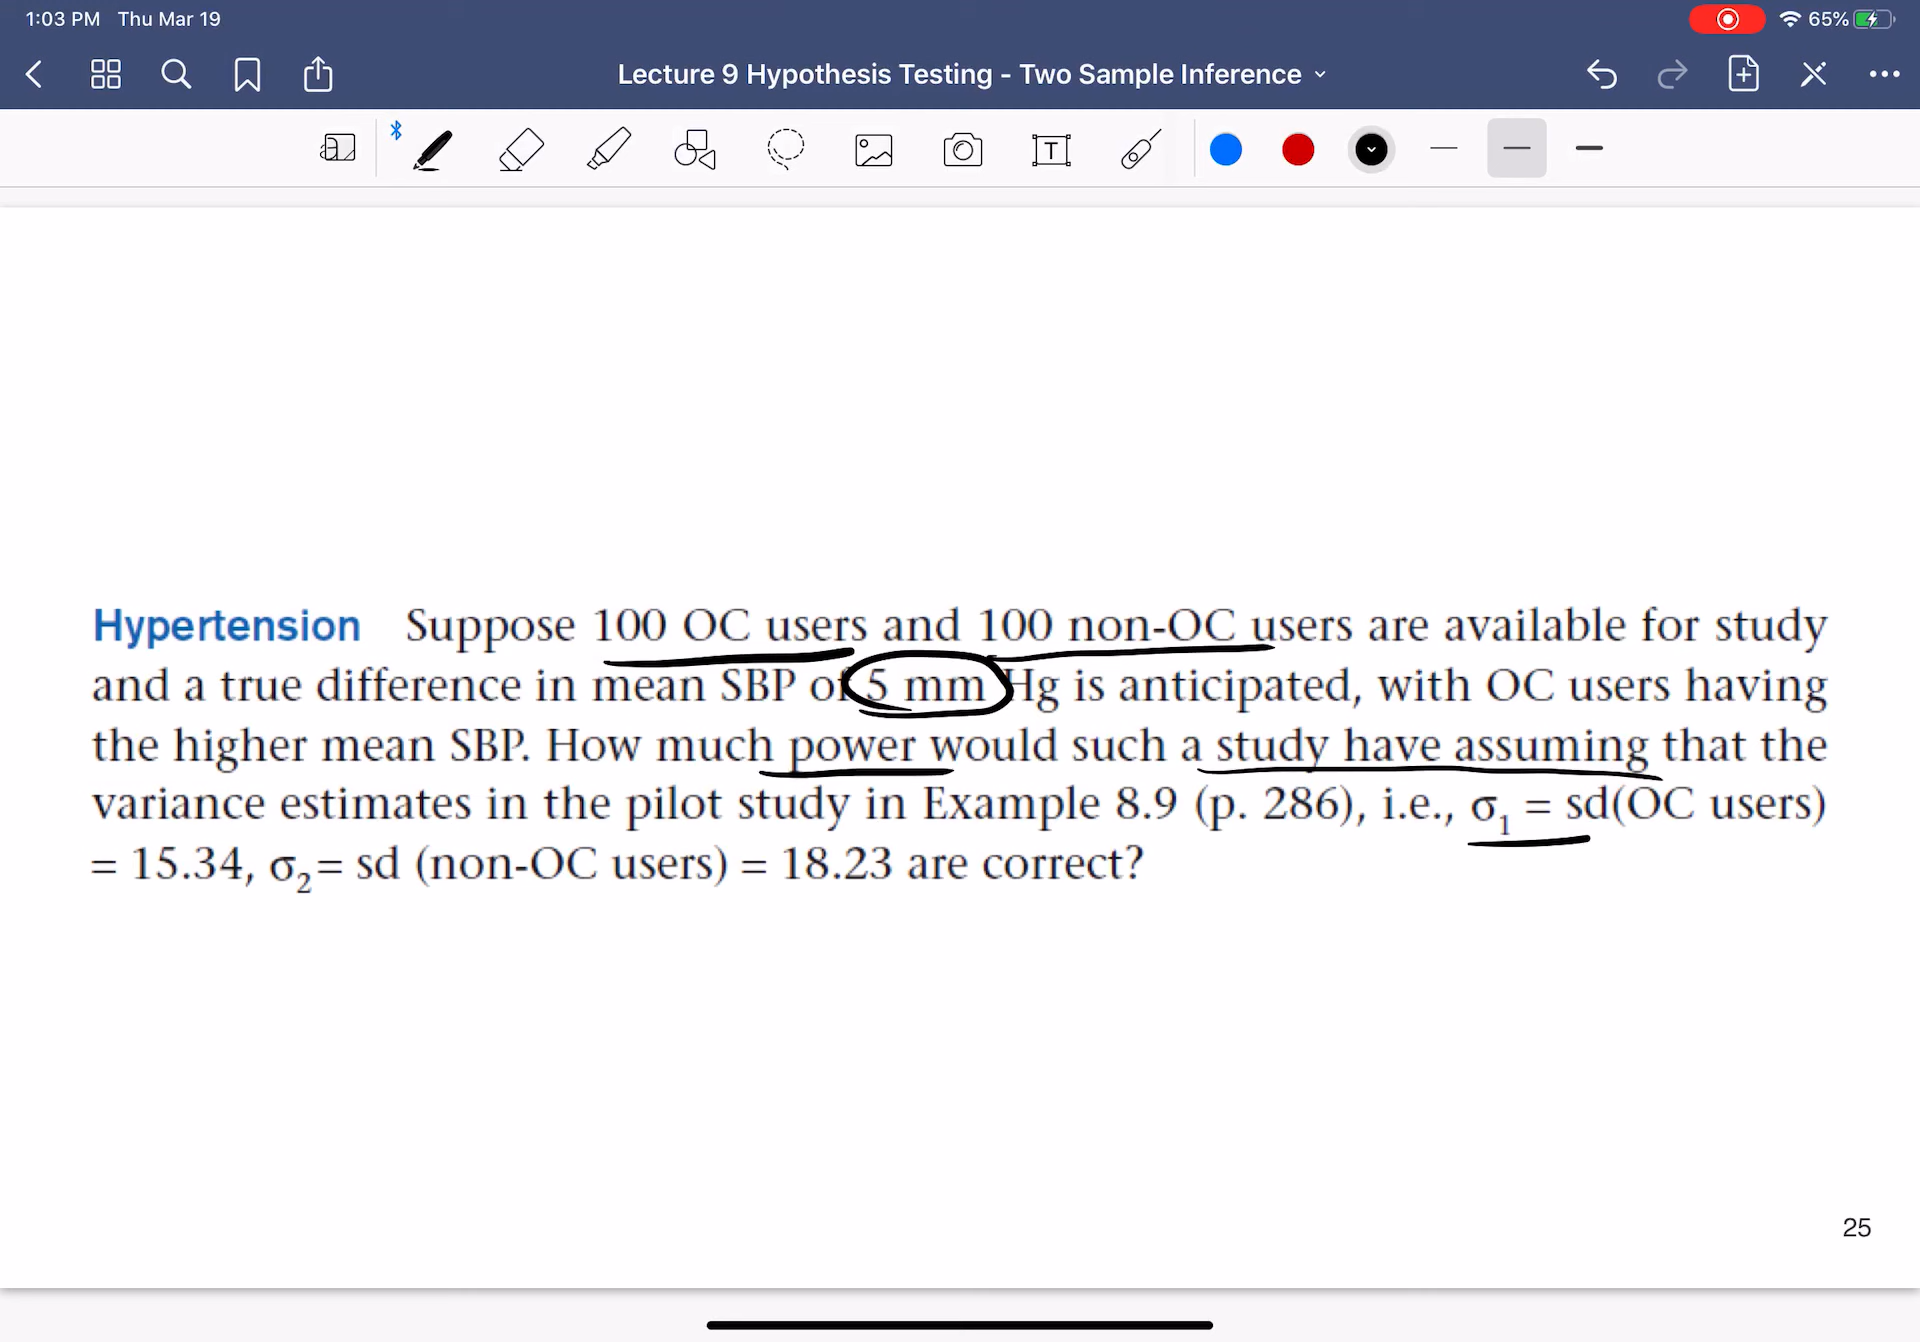 1:03 PM Thu Mar 19
65%
Lecture 9 Hypothesis Testing - Two Sample Inference
a
T
Hypertension Suppose 100 OC users and 100 non-OC users are available for study
and a true difference in mean SBP of 5 mm Hg is anticipated, with OC users having
the higher mean SBP. How much power would such a study have assuming that the
variance estimates in the pilot study in Example 8.9 (p. 286), i.e., σ₁ = sd(OC users)
= 15.34, σ₂= sd (non-OC users) = 18.23 are correct?
25